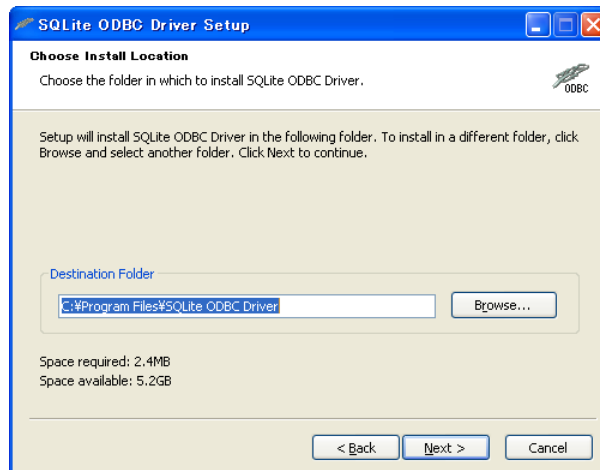 SQLite ODBC Driver Setup
Choose Install Location
Choose the folder in which to install SQLite ODBC Driver.
ODBC
Setup will install SQLite ODBC Driver in the following folder. To install in a different folder, click
Browse and select another folder. Click Next to continue.
Destination Folder
C:¥Program Files¥SQLite ODBC Driver
Browse...
Space required: 2.4MB
Space available: 5.2GB
< Back
Next >
Cancel